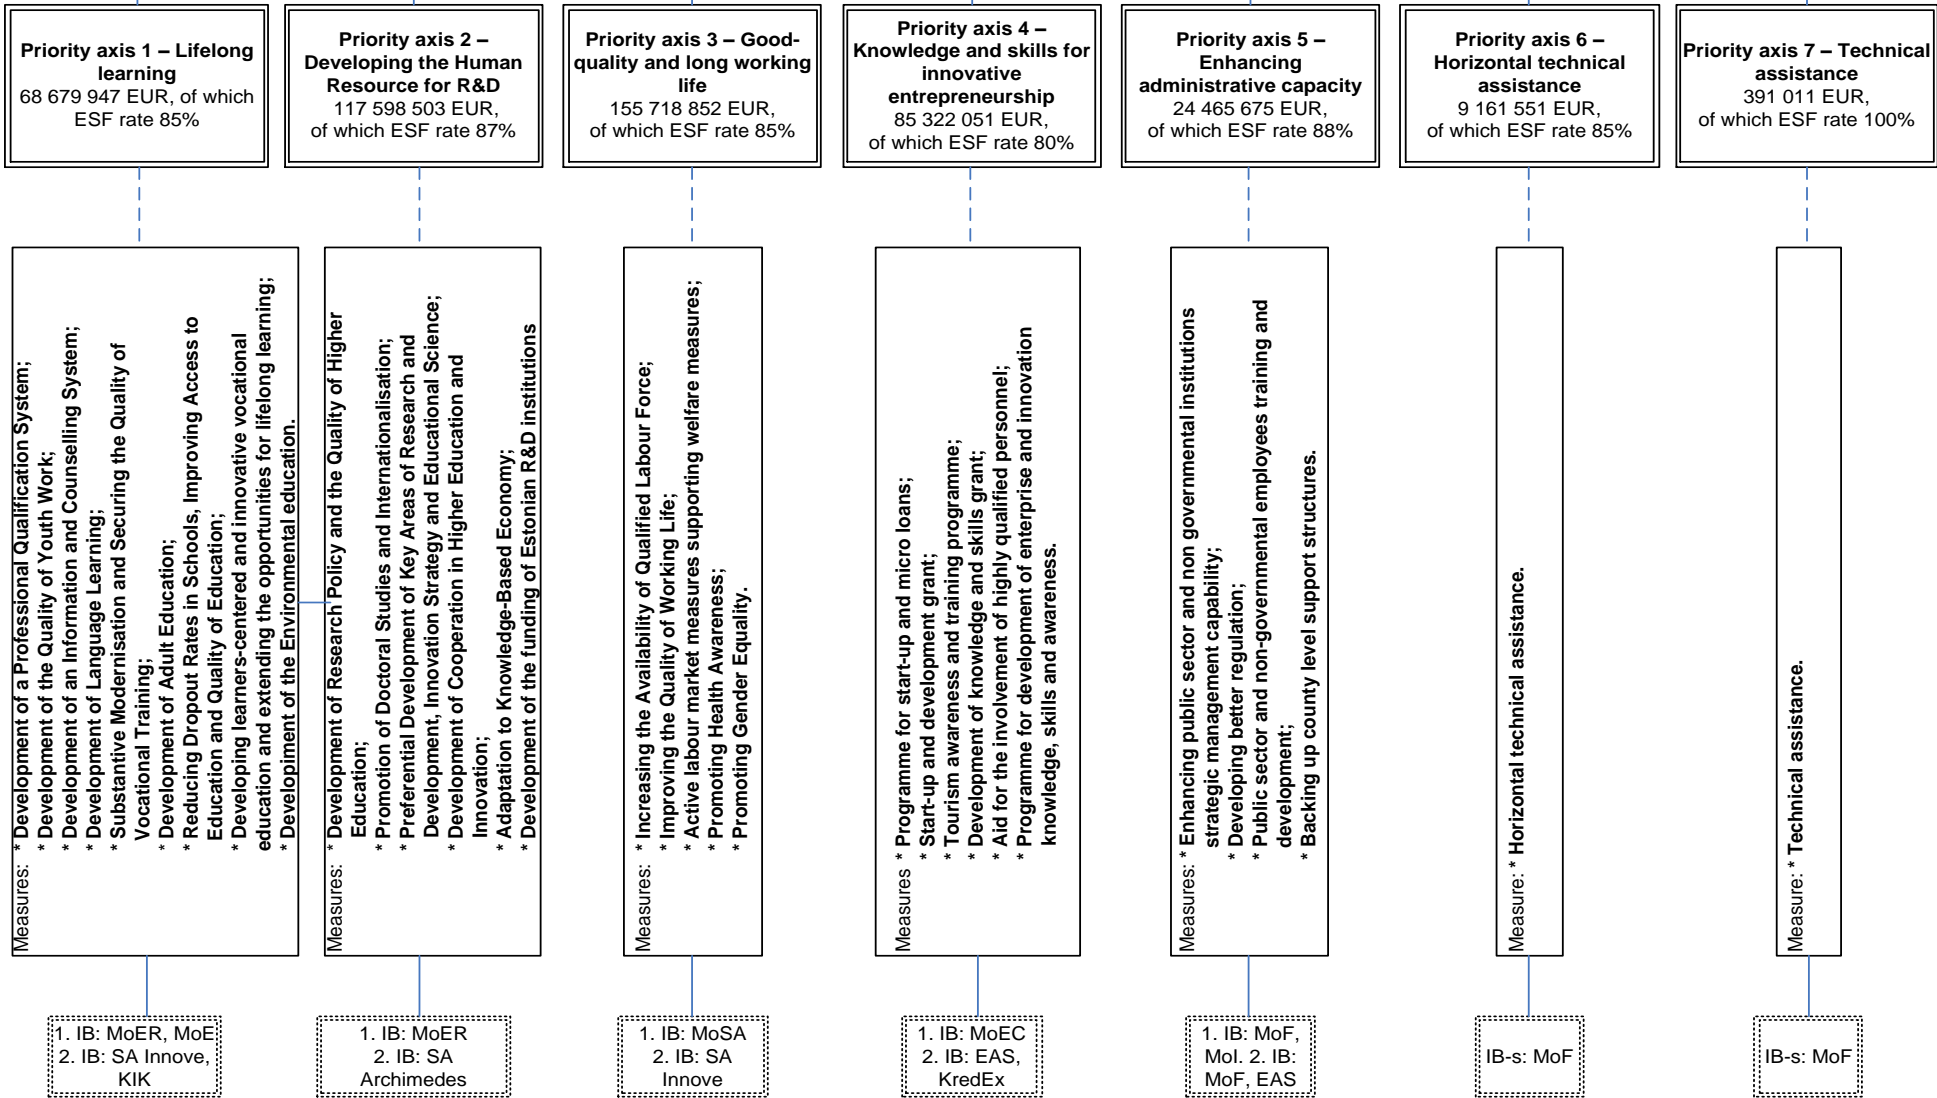 Priority axis 1 – Lifelong
learning
68 679 947 EUR, of which
ESF rate 85%
Priority axis 2 –
Developing the Human
Resource for R&D
117 598 503 EUR,
of which ESF rate 87%
Priority axis 3 – Good-
quality and long working
life
155 718 852 EUR,
of which ESF rate 85%
Priority axis 4 –
Knowledge and skills for
innovative
entrepreneurship
85 322 051 EUR,
of which ESF rate 80%
Priority axis 5 –
Enhancing
administrative capacity
24 465 675 EUR,
of which ESF rate 88%
Priority axis 6 –
Horizontal technical
assistance
9 161 551 EUR,
of which ESF rate 85%
Priority axis 7 – Technical
assistance
391 011 EUR,
of which ESF rate 100%
Measures: * Development of a Professional Qualification System;
* Development of the Quality of Youth Work;
* Development of an Information and Counselling System;
* Development of Language Learning;
* Substantive Modernisation and Securing the Quality of
Vocational Training;
* Development of Adult Education;
* Reducing Dropout Rates in Schools, Improving Access to
Education and Quality of Education;
* Developing learners-centered and innovative vocational
education and extending the opportunities for lifelong learning;
* Development of the Environmental education.
Measures: * Development of Research Policy and the Quality of Higher
Education;
* Promotion of Doctoral Studies and Internationalisation;
* Preferential Development of Key Areas of Research and
Development, Innovation Strategy and Educational Science;
* Development of Cooperation in Higher Education and
Innovation;
* Adaptation to Knowledge-Based Economy;
* Development of the funding of Estonian R&D institutions
Measures: * Increasing the Availability of Qualified Labour Force;
* Improving the Quality of Working Life;
* Active labour market measures supporting welfare measures;
* Promoting Health Awareness;
* Promoting Gender Equality.
Measures * Programme for start-up and micro loans;
* Start-up and development grant;
* Tourism awareness and training programme;
* Development of knowledge and skills grant;
* Aid for the involvement of highly qualified personnel;
* Programme for development of enterprise and innovation
knowledge, skills and awareness.
Measures: * Enhancing public sector and non governmental institutions
strategic management capability;
* Developing better regulation;
* Public sector and non-governmental employees training and
development;
* Backing up county level support structures.
Measure: * Horizontal technical assistance.
Measure: * Technical assistance.
1. IB: MoER, MoE
2. IB: SA Innove,
KIK
1. IB: MoER
2. IB: SA
Archimedes
1. IB: MoSA
2. IB: SA
Innove
1. IB: MoEC
2. IB: EAS,
KredEx
1. IB: MoF,
MoI. 2. IB:
MoF, EAS
IB-s: MoF
IB-s: MoF